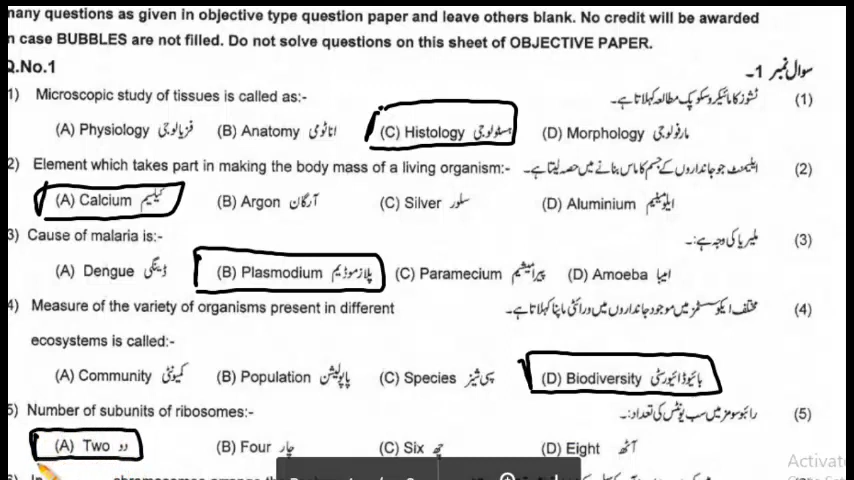 many questions as given in objective type question paper and leave others blank. No credit will be awarded
n case BUBBLES are not filled. Do not solve questions on this sheet of OBJECTIVE PAPER.
Q.No.1 سوال نمبر 1۔
1) Microscopic study of tissues is called as:- ٹشوز کا مائیکروسکوپک مطالعہ کہلاتا ہے۔ (1)
(A) Physiology فزیالوجی (B) Anatomy اناٹومی (C) Histology ہسٹولوجی (D) Morphology مارفولوجی
2) Element which takes part in making the body mass of a living organism:- ایلیمنٹ جو جانداروں کے جسم کا ماس بنانے میں حصہ لیتا ہے۔ (2)
(A) Calcium کیلشیم (B) Argon آرگان (C) Silver سلور (D) Aluminium ایلومینیم
3) Cause of malaria is:- ملیریا کی وجہ ہے:۔ (3)
(A) Dengue ڈینگی (B) Plasmodium پلازموڈیم (C) Paramecium پیرامیشیم (D) Amoeba امیبا
4) Measure of the variety of organisms present in different مختلف ایکوسسٹمز میں موجود جانداروں میں ورائٹی ماپنا کہلاتا ہے۔ (4)
ecosystems is called:-
(A) Community کمیونٹی (B) Population پاپولیشن (C) Species سپی شیز (D) Biodiversity بائیوڈائیورسٹی
5) Number of subunits of ribosomes:- رائبوسومز میں سب یونٹس کی تعداد:۔ (5)
(A) Two دو (B) Four چار (C) Six چھ (D) Eight آٹھ
Activat